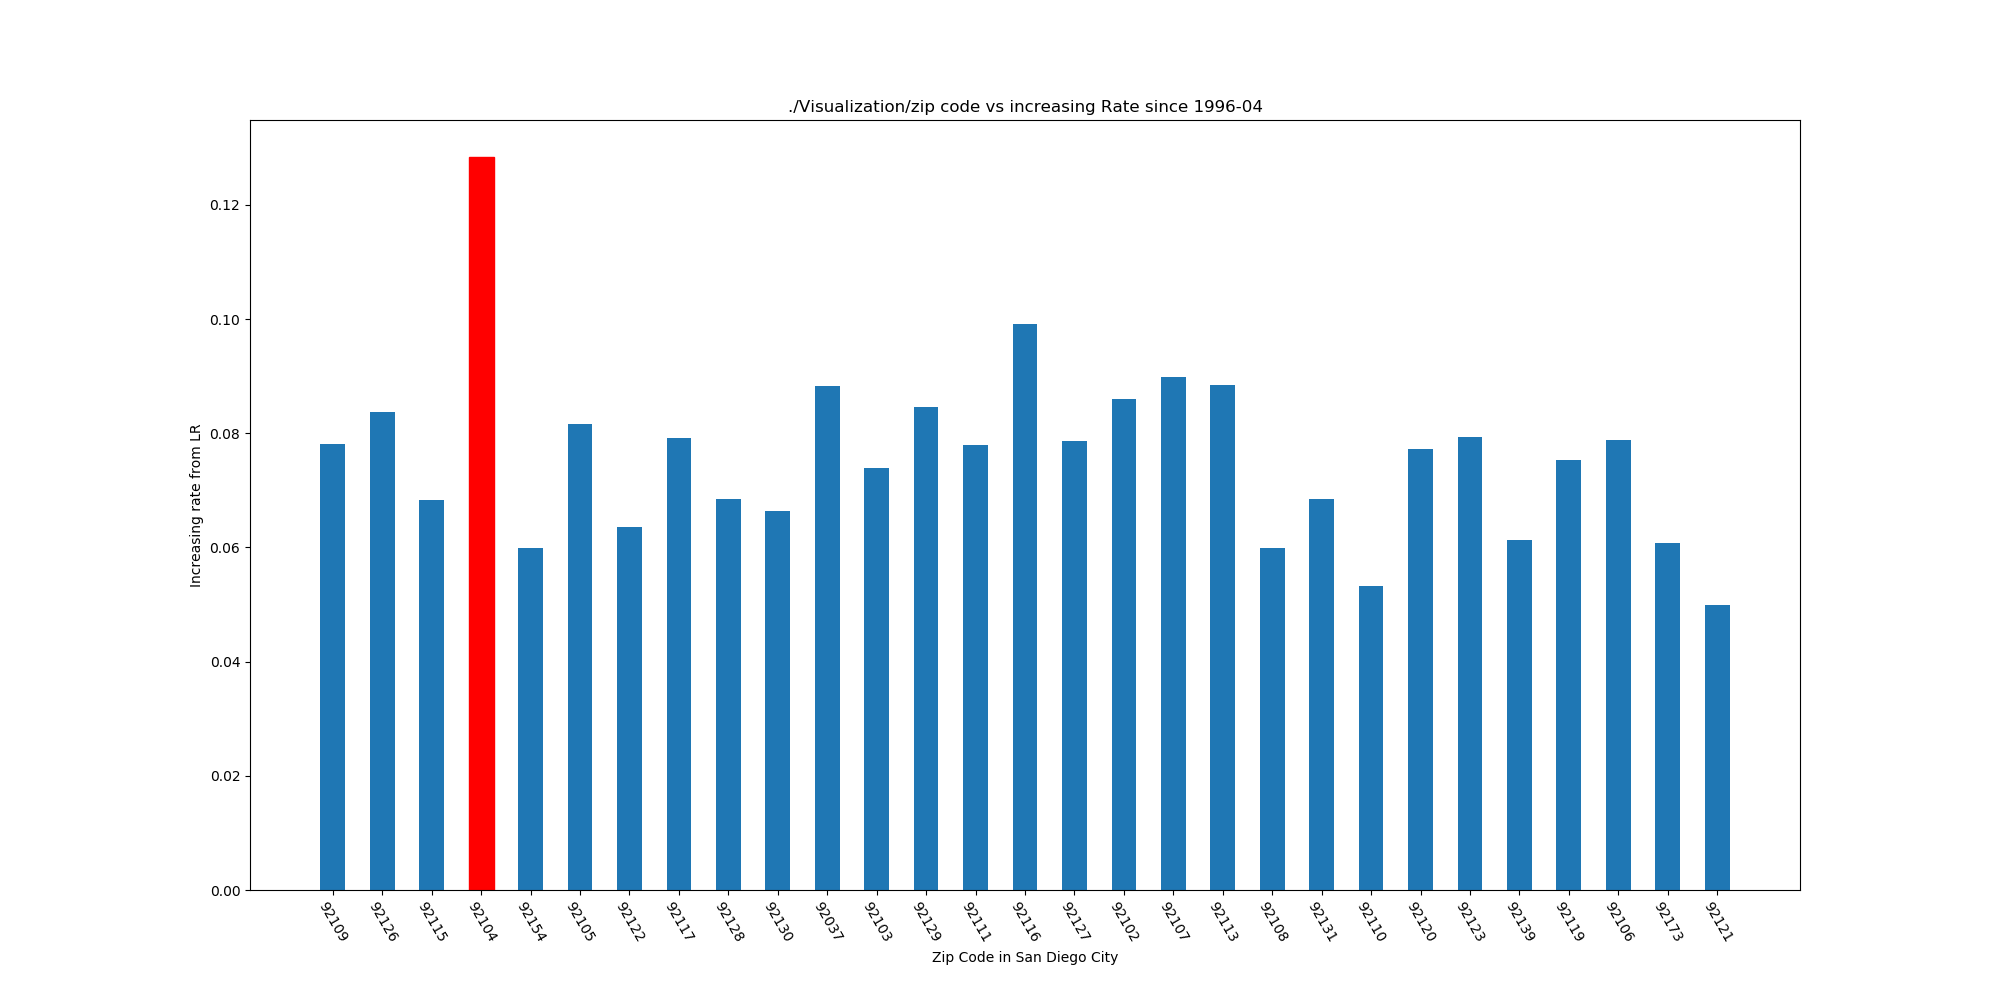 ./Visualization/zip code vs increasing Rate since 1996-04
Increasing rate from LR
0.12
0.10
0.08
0.06
0.04
0.02
0.00
92109 92126 92115 92104 92154 92105 92122 92117 92128 92130 92037 92103 92129 92111 92116 92127 92102 92107 92113 92108 92131 92110 92120 92123 92139 92119 92106 92173 92121
Zip Code in San Diego City